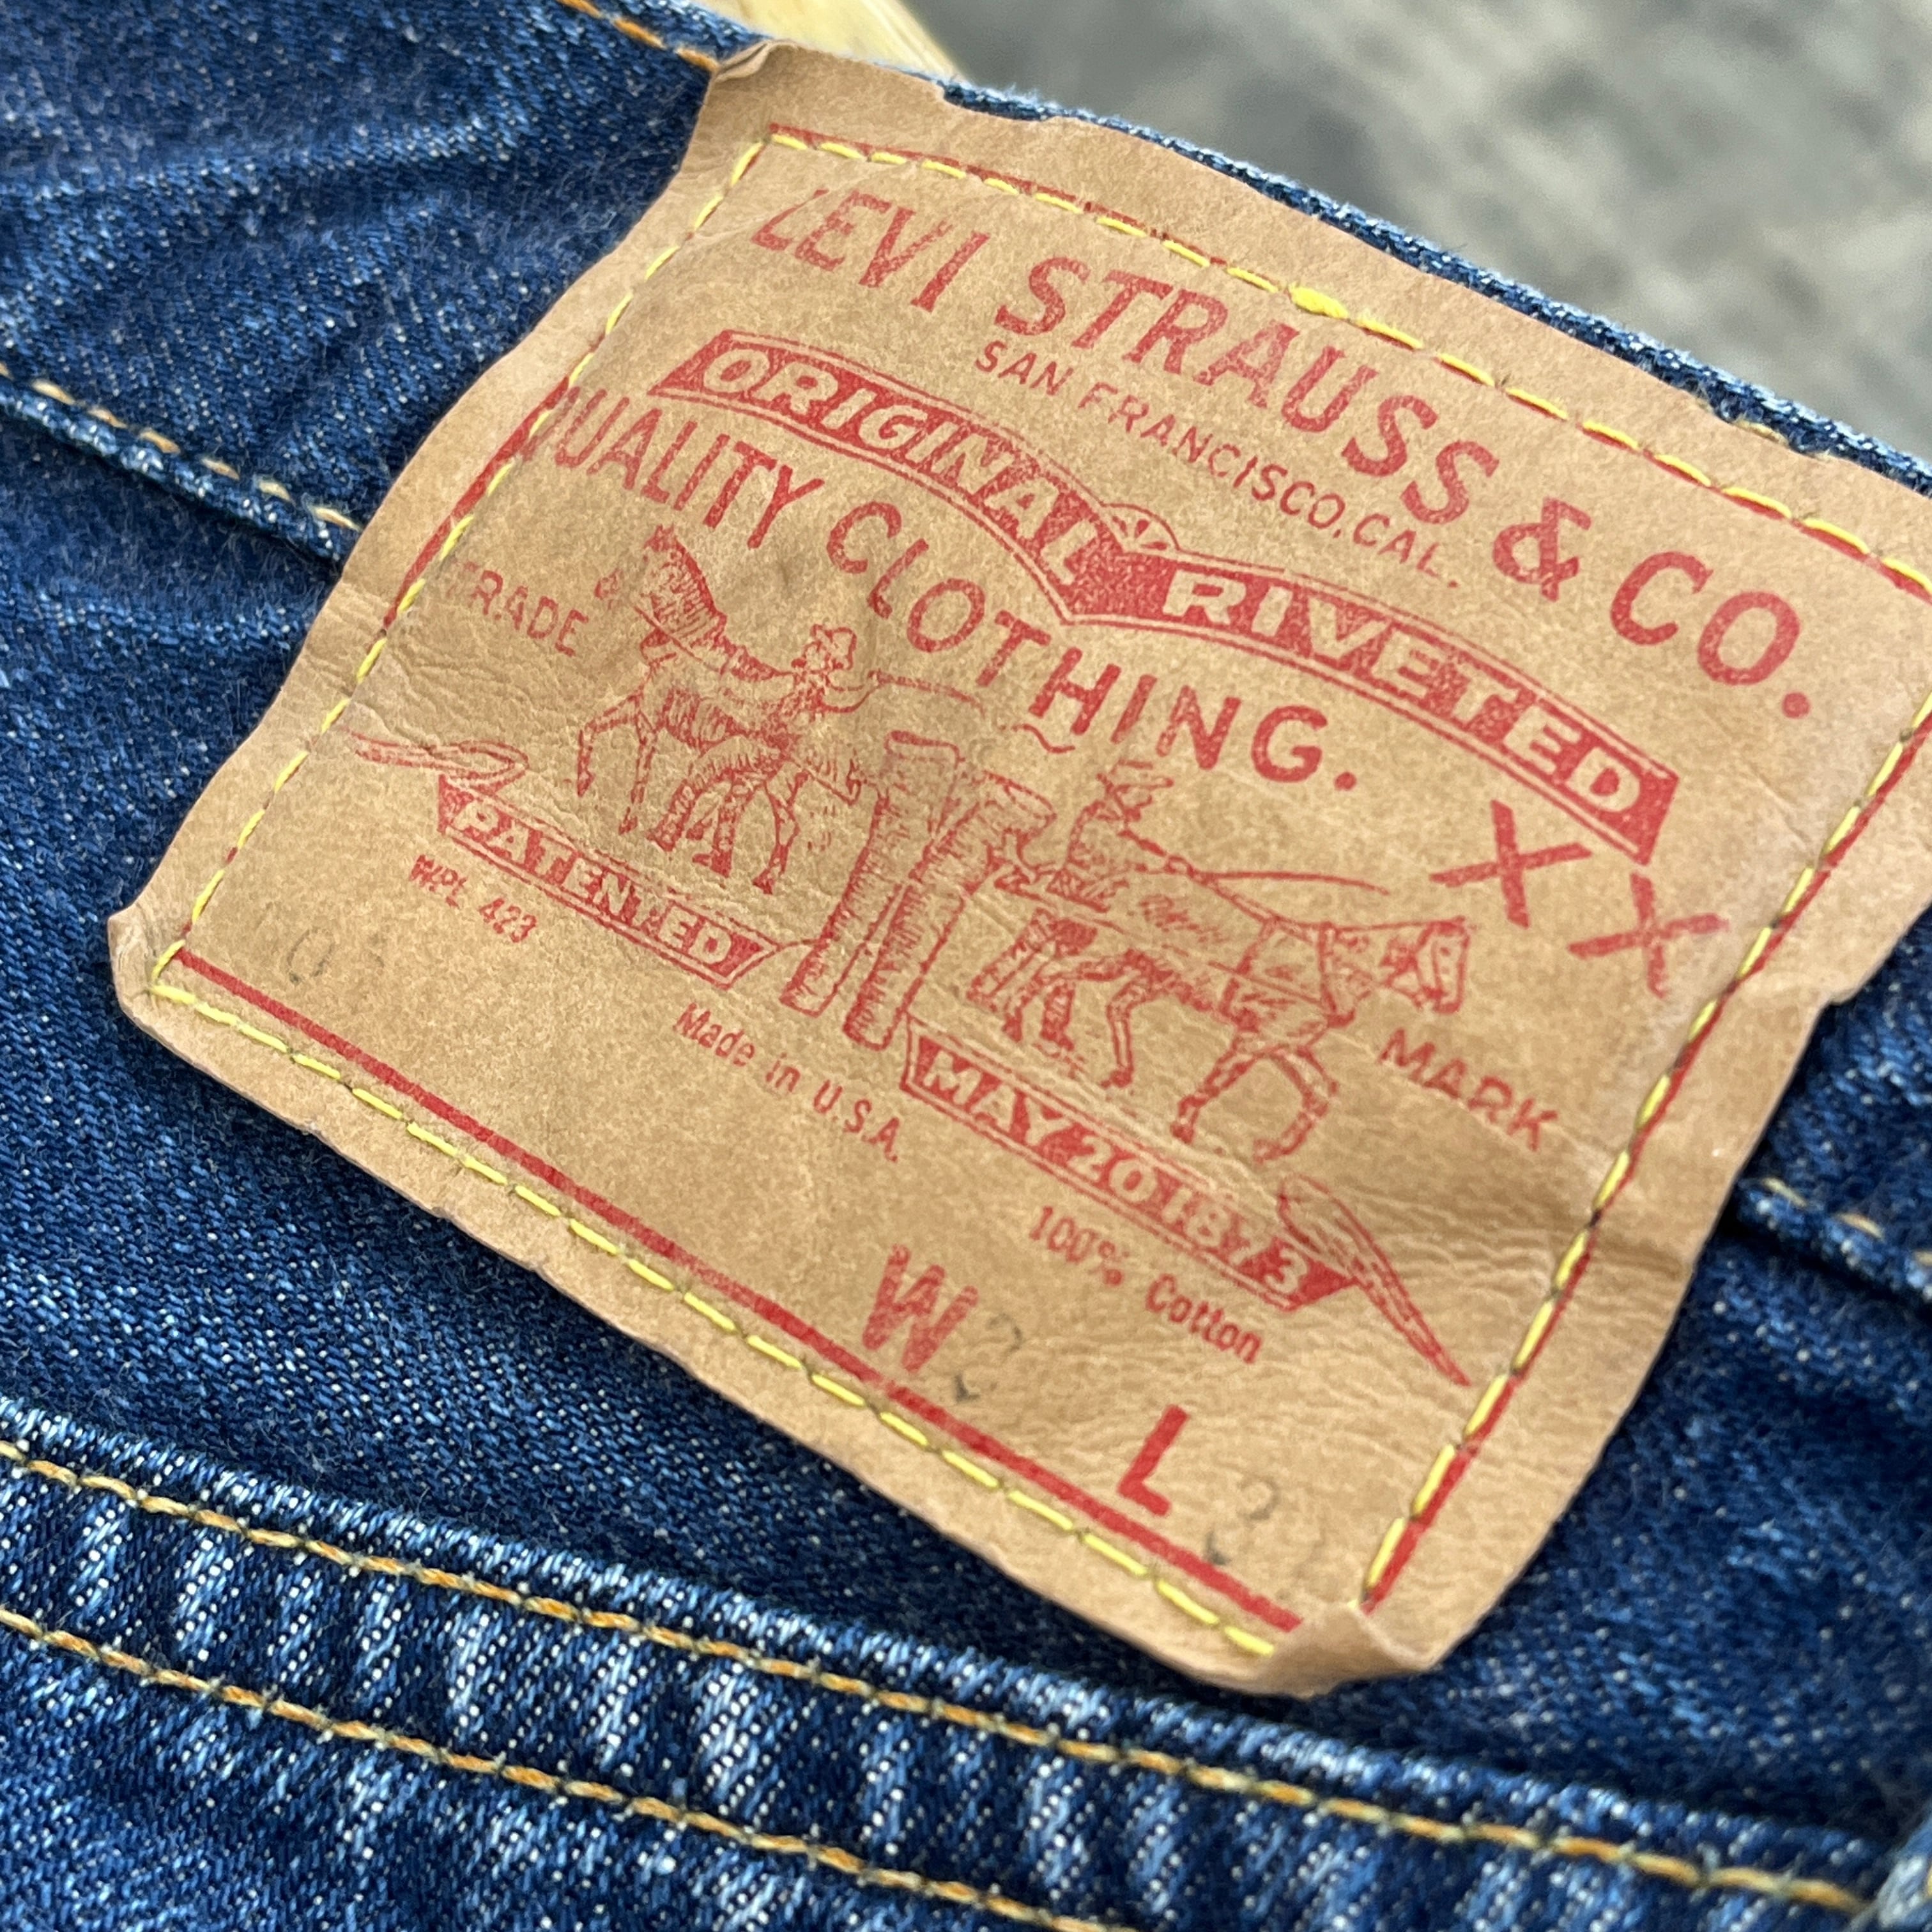 LEVI STRAUSS & CO.
SAN FRANCISCO, CAL.
ORIGINAL RIVETED
QUALITY CLOTHING.
XX
TRADE MARK
PATENTED MAY 20 1873
WPL 423
Made in U.S.A.
100% Cotton
W L